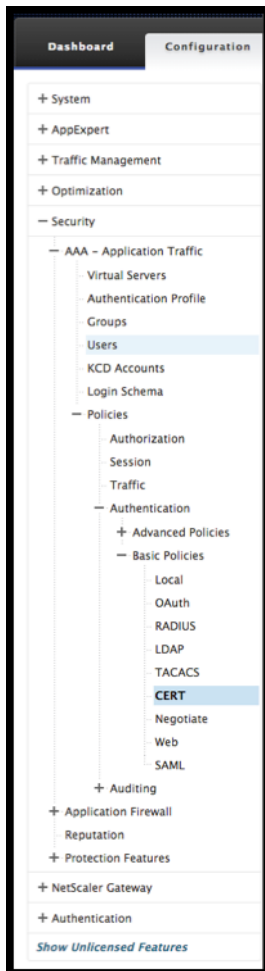 Dashboard Configuration
+ System
+ AppExpert
+ Traffic Management
+ Optimization
− Security
− AAA – Application Traffic
Virtual Servers
Authentication Profile
Groups
Users
KCD Accounts
Login Schema
− Policies
Authorization
Session
Traffic
− Authentication
+ Advanced Policies
− Basic Policies
Local
OAuth
RADIUS
LDAP
TACACS
CERT
Negotiate
Web
SAML
+ Auditing
+ Application Firewall
Reputation
+ Protection Features
+ NetScaler Gateway
+ Authentication
Show Unlicensed Features